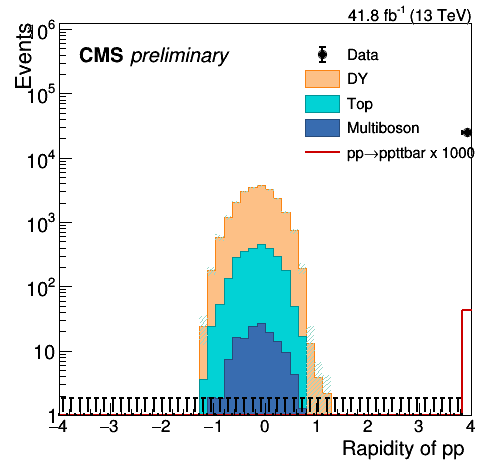 41.8 fb⁻¹ (13 TeV)
Events
CMS preliminary
Data
DY
Top
Multiboson
pp→ppttbar x 1000
10⁶
10⁵
10⁴
10³
10²
10
1
−4 −3 −2 −1 0 1 2 3 4
Rapidity of pp